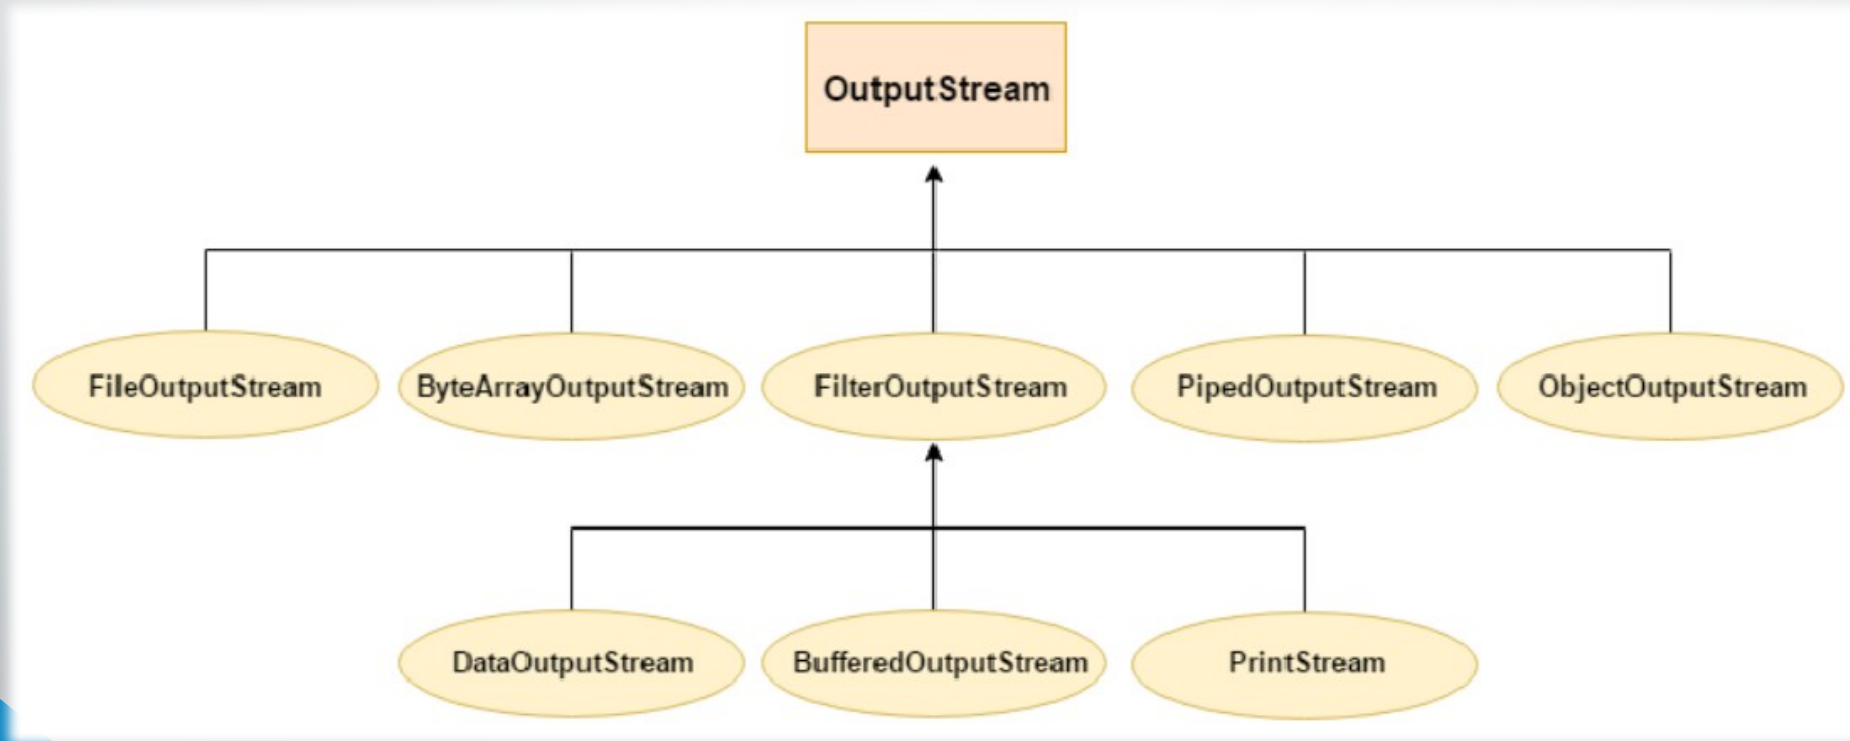 OutputStream
FileOutputStream
ByteArrayOutputStream
FilterOutputStream
PipedOutputStream
ObjectOutputStream
DataOutputStream
BufferedOutputStream
PrintStream